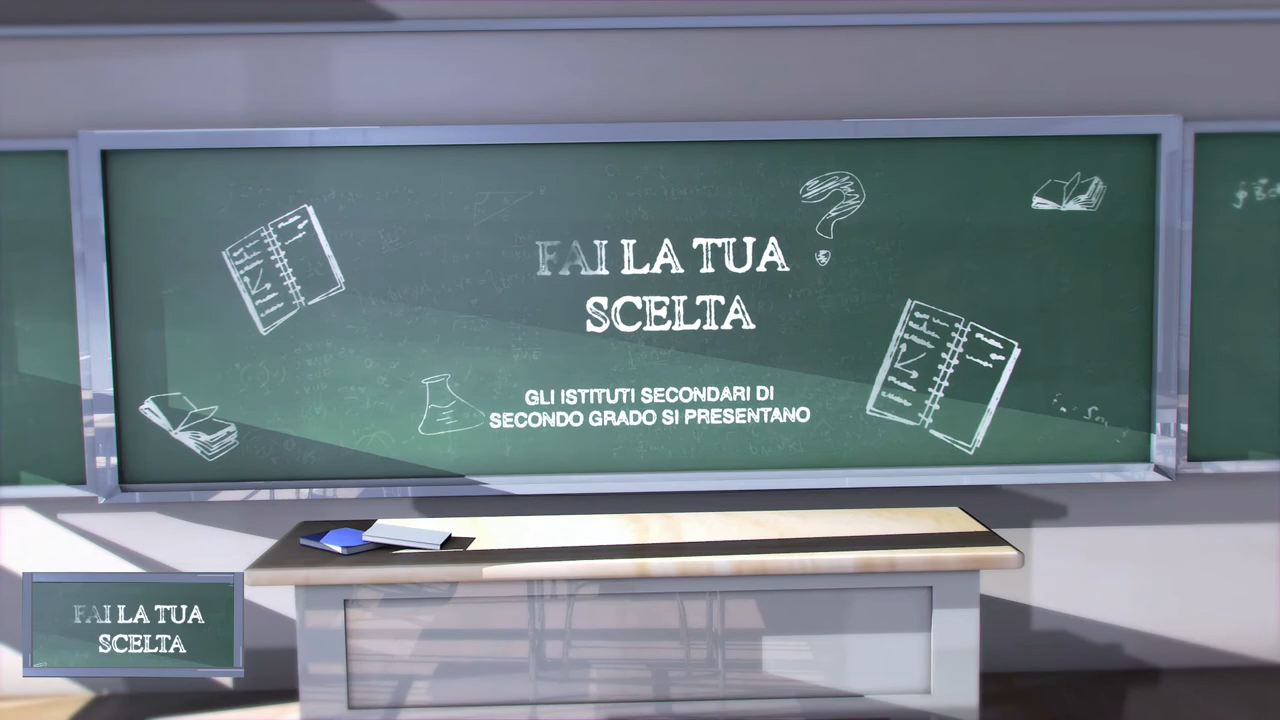 FAI LA TUA
SCELTA
GLI ISTITUTI SECONDARI DI
SECONDO GRADO SI PRESENTANO
FAI LA TUA
SCELTA